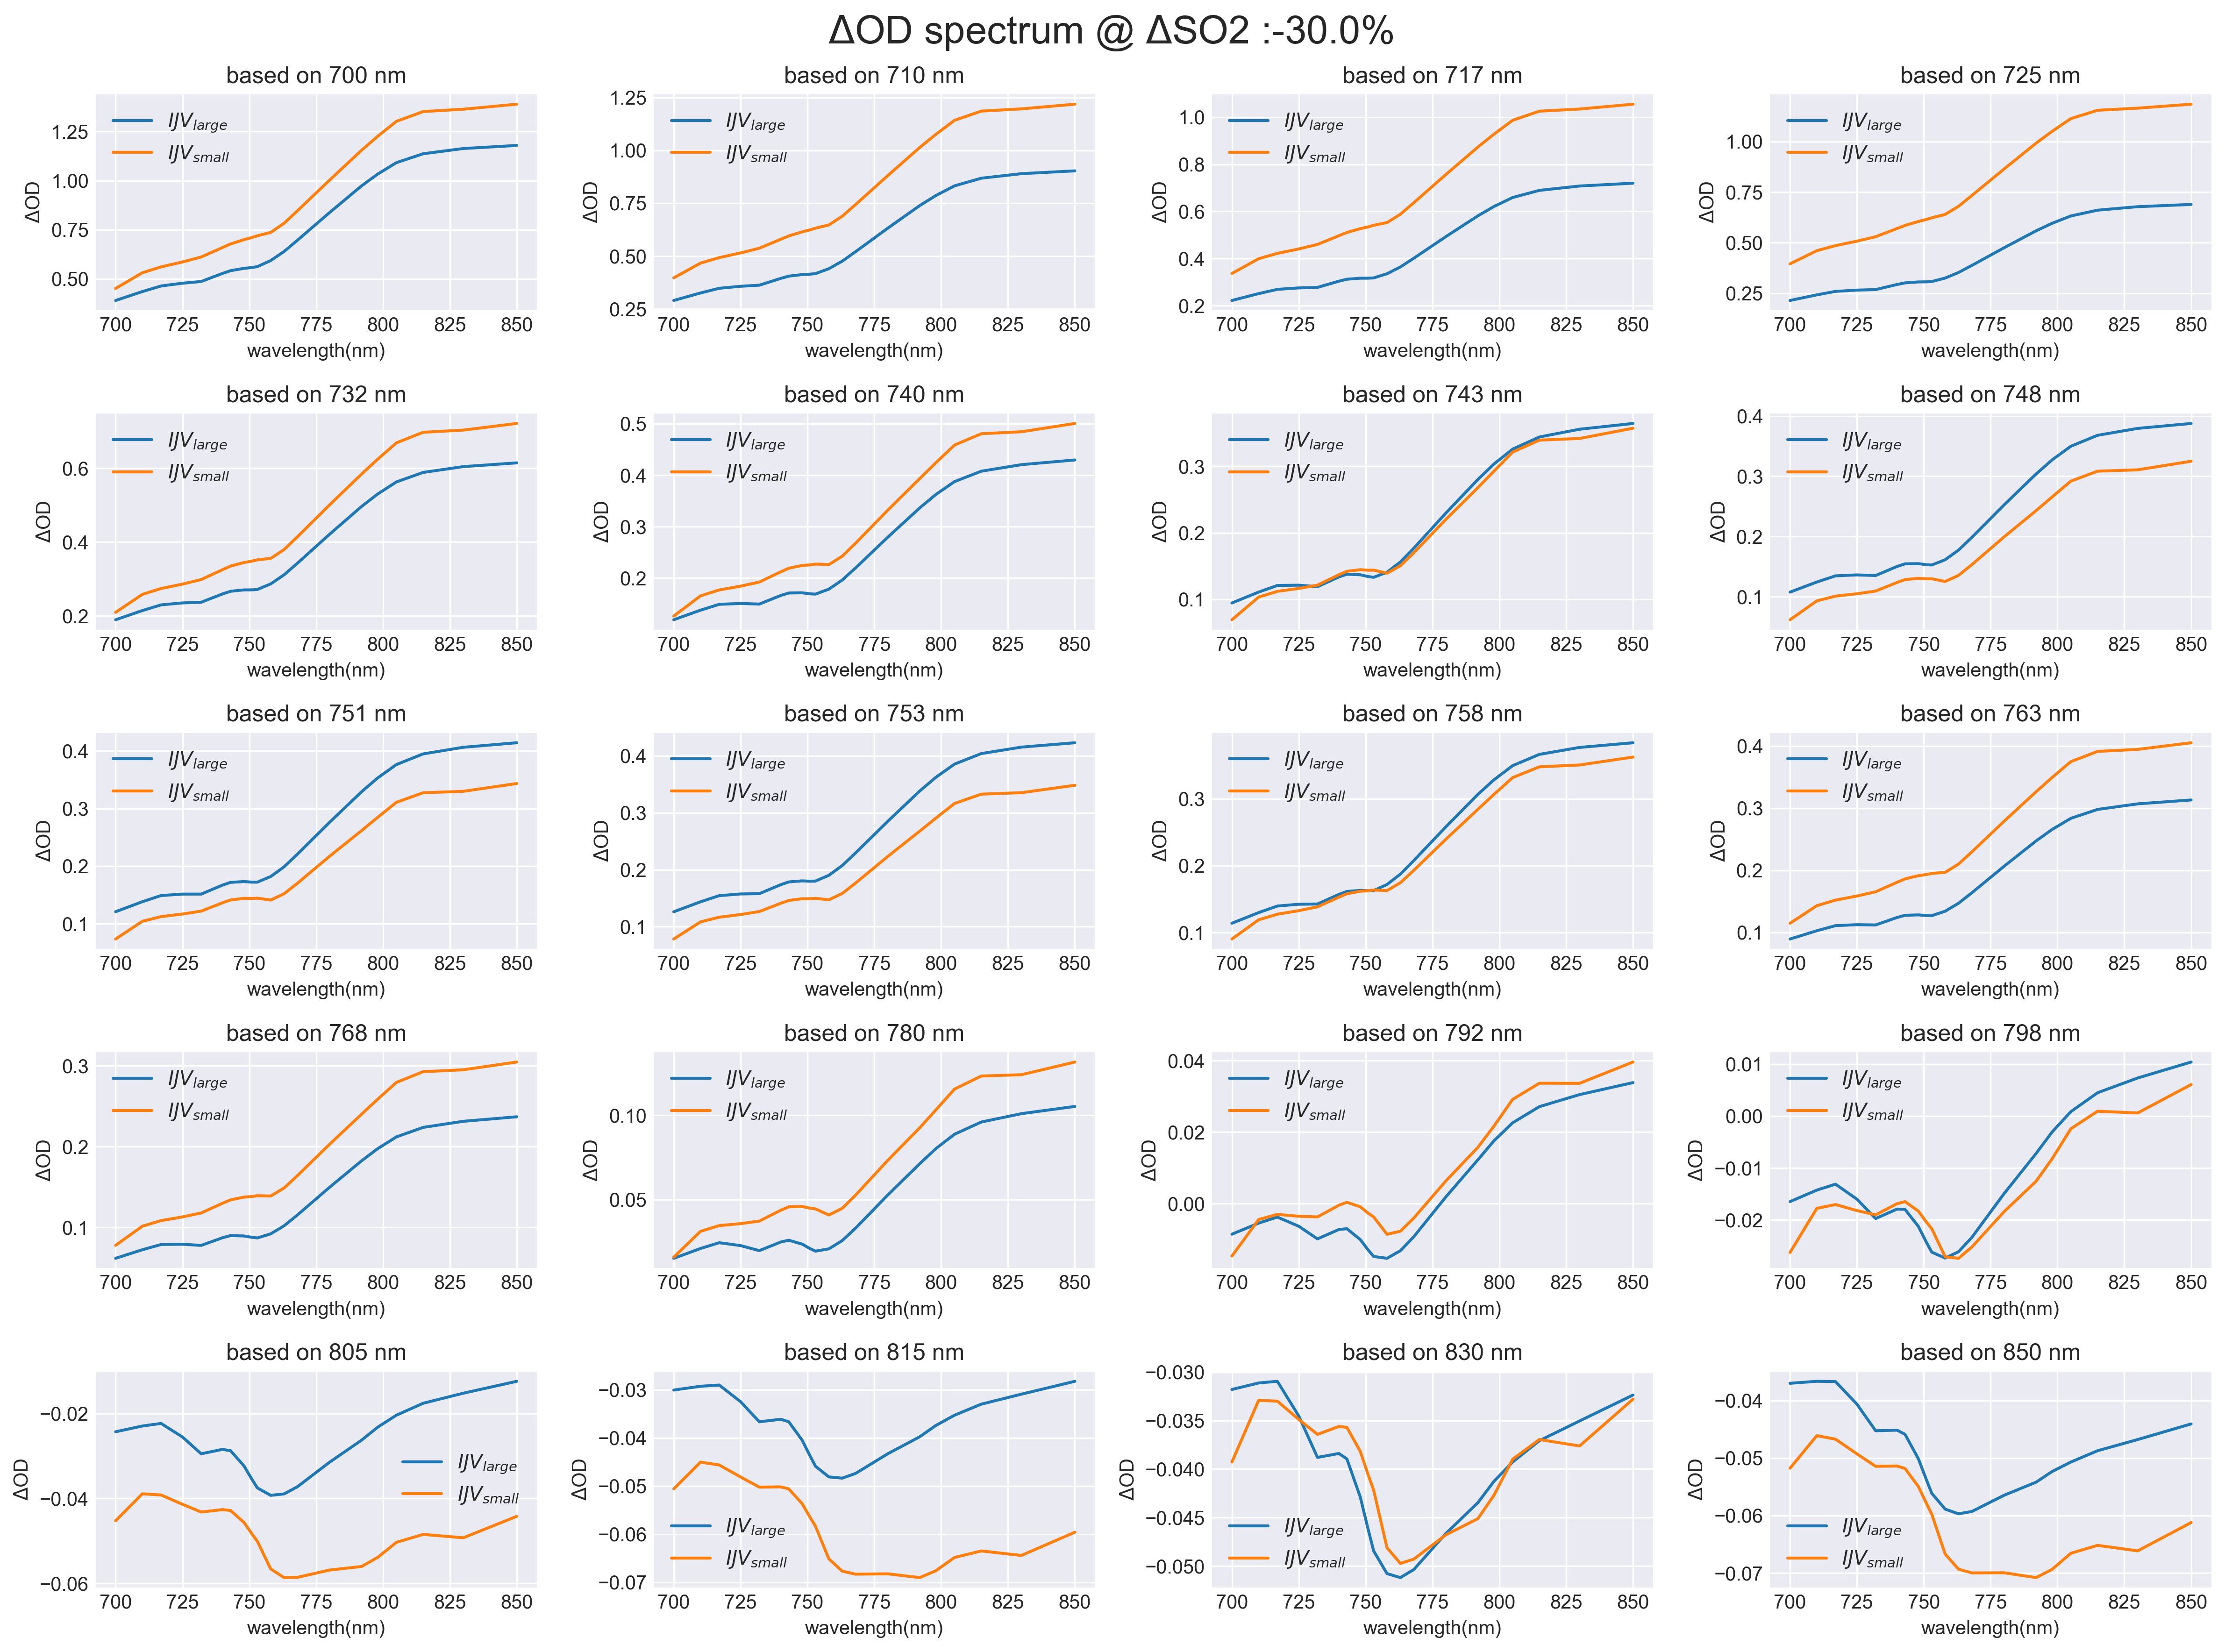 ΔOD spectrum @ ΔSO2 :-30.0%
based on 700 nm
IJV_large
IJV_small
ΔOD
1.25
1.00
0.75
0.50
700 725 750 775 800 825 850
wavelength(nm)
based on 710 nm
IJV_large
IJV_small
ΔOD
1.25
1.00
0.75
0.50
0.25
700 725 750 775 800 825 850
wavelength(nm)
based on 717 nm
IJV_large
IJV_small
ΔOD
1.0
0.8
0.6
0.4
0.2
700 725 750 775 800 825 850
wavelength(nm)
based on 725 nm
IJV_large
IJV_small
ΔOD
1.00
0.75
0.50
0.25
700 725 750 775 800 825 850
wavelength(nm)
based on 732 nm
IJV_large
IJV_small
ΔOD
0.6
0.4
0.2
700 725 750 775 800 825 850
wavelength(nm)
based on 740 nm
IJV_large
IJV_small
ΔOD
0.5
0.4
0.3
0.2
700 725 750 775 800 825 850
wavelength(nm)
based on 743 nm
IJV_large
IJV_small
ΔOD
0.3
0.2
0.1
700 725 750 775 800 825 850
wavelength(nm)
based on 748 nm
IJV_large
IJV_small
ΔOD
0.4
0.3
0.2
0.1
700 725 750 775 800 825 850
wavelength(nm)
based on 751 nm
IJV_large
IJV_small
ΔOD
0.4
0.3
0.2
0.1
700 725 750 775 800 825 850
wavelength(nm)
based on 753 nm
IJV_large
IJV_small
ΔOD
0.4
0.3
0.2
0.1
700 725 750 775 800 825 850
wavelength(nm)
based on 758 nm
IJV_large
IJV_small
ΔOD
0.3
0.2
0.1
700 725 750 775 800 825 850
wavelength(nm)
based on 763 nm
IJV_large
IJV_small
ΔOD
0.4
0.3
0.2
0.1
700 725 750 775 800 825 850
wavelength(nm)
based on 768 nm
IJV_large
IJV_small
ΔOD
0.3
0.2
0.1
700 725 750 775 800 825 850
wavelength(nm)
based on 780 nm
IJV_large
IJV_small
ΔOD
0.10
0.05
700 725 750 775 800 825 850
wavelength(nm)
based on 792 nm
IJV_large
IJV_small
ΔOD
0.04
0.02
0.00
700 725 750 775 800 825 850
wavelength(nm)
based on 798 nm
IJV_large
IJV_small
ΔOD
0.01
0.00
−0.01
−0.02
700 725 750 775 800 825 850
wavelength(nm)
based on 805 nm
IJV_large
IJV_small
ΔOD
−0.02
−0.04
−0.06
700 725 750 775 800 825 850
wavelength(nm)
based on 815 nm
IJV_large
IJV_small
ΔOD
−0.03
−0.04
−0.05
−0.06
−0.07
700 725 750 775 800 825 850
wavelength(nm)
based on 830 nm
IJV_large
IJV_small
ΔOD
−0.030
−0.035
−0.040
−0.045
−0.050
700 725 750 775 800 825 850
wavelength(nm)
based on 850 nm
IJV_large
IJV_small
ΔOD
−0.04
−0.05
−0.06
−0.07
700 725 750 775 800 825 850
wavelength(nm)